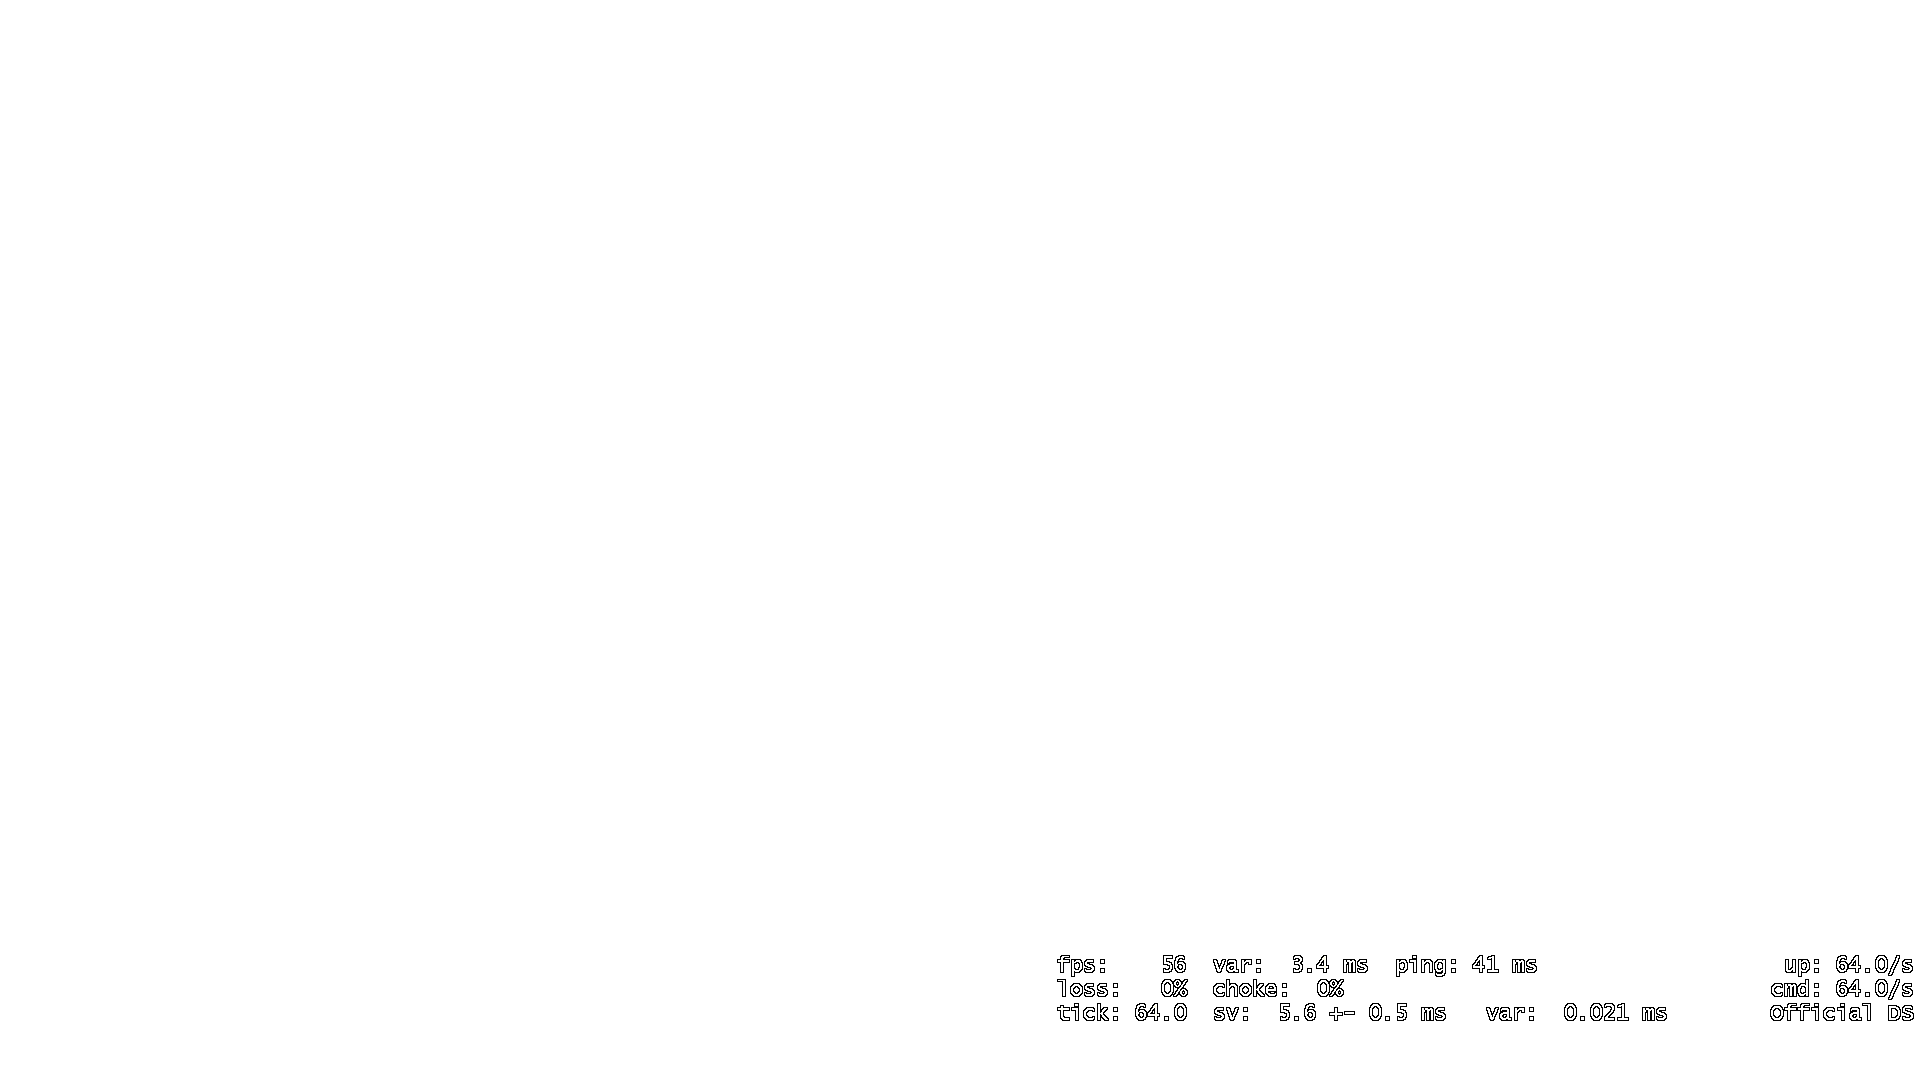 fps: 56 var: 3.4 ms ping: 41 ms up: 64.0/s
loss: 0% choke: 0% cmd: 64.0/s
tick: 64.0 sv: 5.6 +- 0.5 ms var: 0.021 ms Official DS